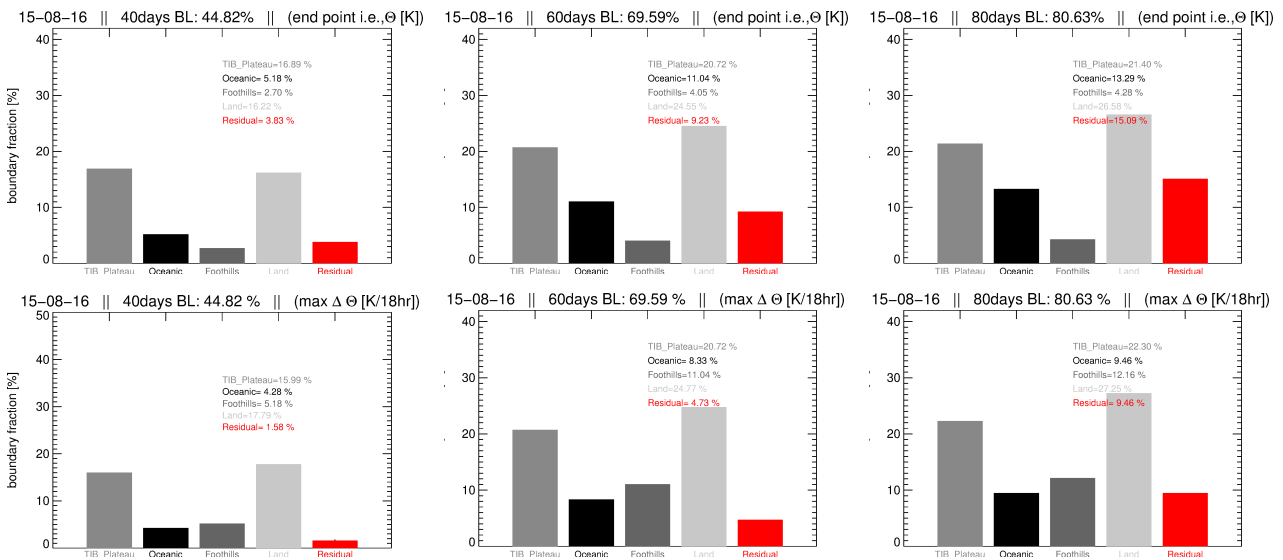 15-08-16 || 40days BL: 44.82% || (end point i.e.,Θ [K])
40
30
20
10
0
boundary fraction [%]
TIB_Plateau=16.89 %
Oceanic= 5.18 %
Foothills= 2.70 %
Land=16.22 %
Residual= 3.83 %
TIB_Plateau Oceanic Foothills Land Residual
15-08-16 || 60days BL: 69.59% || (end point i.e.,Θ [K])
40
30
20
10
0
TIB_Plateau=20.72 %
Oceanic=11.04 %
Foothills= 4.05 %
Land=24.55 %
Residual= 9.23 %
TIB_Plateau Oceanic Foothills Land Residual
15-08-16 || 80days BL: 80.63% || (end point i.e.,Θ [K])
40
30
20
10
0
TIB_Plateau=21.40 %
Oceanic=13.29 %
Foothills= 4.28 %
Land=26.58 %
Residual=15.09 %
TIB_Plateau Oceanic Foothills Land Residual
15-08-16 || 40days BL: 44.82 % || (max Δ Θ [K/18hr])
50
40
30
20
10
0
boundary fraction [%]
TIB_Plateau=15.99 %
Oceanic= 4.28 %
Foothills= 5.18 %
Land=17.79 %
Residual= 1.58 %
TIB_Plateau Oceanic Foothills Land Residual
15-08-16 || 60days BL: 69.59 % || (max Δ Θ [K/18hr])
40
30
20
10
0
TIB_Plateau=20.72 %
Oceanic= 8.33 %
Foothills=11.04 %
Land=24.77 %
Residual= 4.73 %
TIB_Plateau Oceanic Foothills Land Residual
15-08-16 || 80days BL: 80.63 % || (max Δ Θ [K/18hr])
40
30
20
10
0
TIB_Plateau=22.30 %
Oceanic= 9.46 %
Foothills=12.16 %
Land=27.25 %
Residual= 9.46 %
TIB_Plateau Oceanic Foothills Land Residual